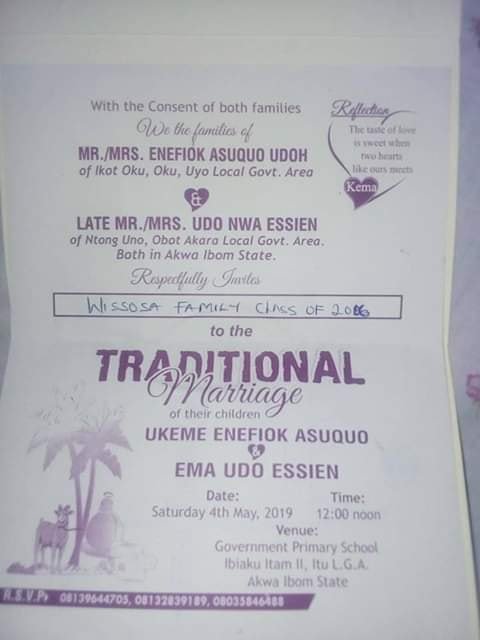 With the Consent of both families
We the families of
MR./MRS. ENEFIOK ASUQUO UDOH
of Ikot Oku, Oku, Uyo Local Govt. Area
&
LATE MR./MRS. UDO NWA ESSIEN
of Ntong Uno, Obot Akara Local Govt. Area.
Both in Akwa Ibom State.
Reflection
The taste of love
is sweet when
two hearts
like ours meets
Kema
Respectfully Invites
WISSOSA FAMILY CLASS OF 2016
to the
TRADITIONAL
Marriage
of their children
UKEME ENEFIOK ASUQUO
&
EMA UDO ESSIEN
Date:
Saturday 4th May, 2019
Time:
12:00 noon
Venue:
Government Primary School
Ibiaku Itam II, Itu L.G.A.
Akwa Ibom State
R.S.V.P: 08139644705, 08132839189, 08035846488